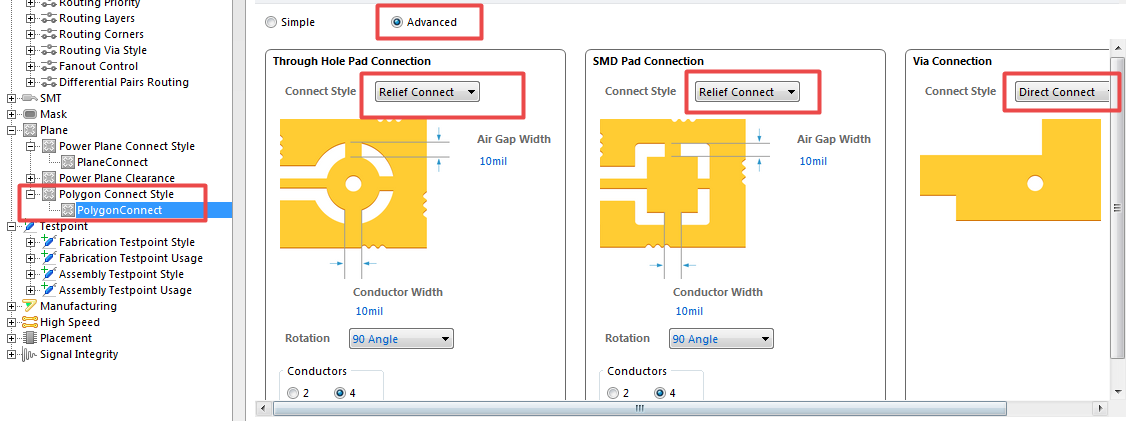 Routing Priority
Routing Layers
Routing Corners
Routing Via Style
Fanout Control
Differential Pairs Routing
SMT
Mask
Plane
Power Plane Connect Style
PlaneConnect
Power Plane Clearance
Polygon Connect Style
PolygonConnect
Testpoint
Fabrication Testpoint Style
Fabrication Testpoint Usage
Assembly Testpoint Style
Assembly Testpoint Usage
Manufacturing
High Speed
Placement
Signal Integrity
Simple Advanced
Through Hole Pad Connection
Connect Style Relief Connect
Air Gap Width
10mil
Conductor Width
10mil
Rotation 90 Angle
Conductors
2 4
SMD Pad Connection
Connect Style Relief Connect
Air Gap Width
10mil
Conductor Width
10mil
Rotation 90 Angle
Conductors
2 4
Via Connection
Connect Style Direct Connect